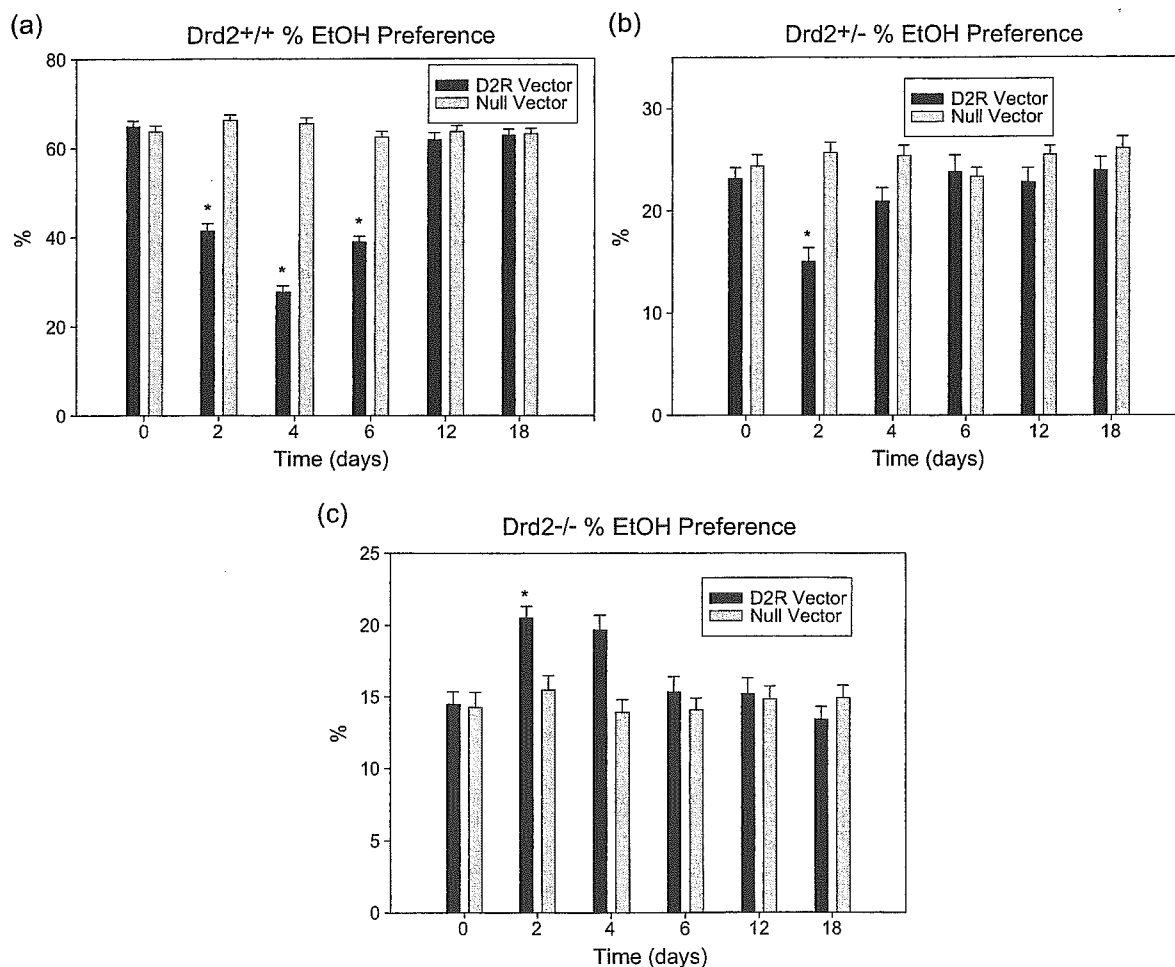 (a)
Drd2+/+ % EtOH Preference
80
60
40
20
0
%
D2R Vector
Null Vector
*
*
*
0 2 4 6 12 18
Time (days)
(b)
Drd2+/- % EtOH Preference
30
20
10
0
%
D2R Vector
Null Vector
*
0 2 4 6 12 18
Time (days)
(c)
Drd2-/- % EtOH Preference
25
20
15
10
5
0
%
D2R Vector
Null Vector
*
0 2 4 6 12 18
Time (days)